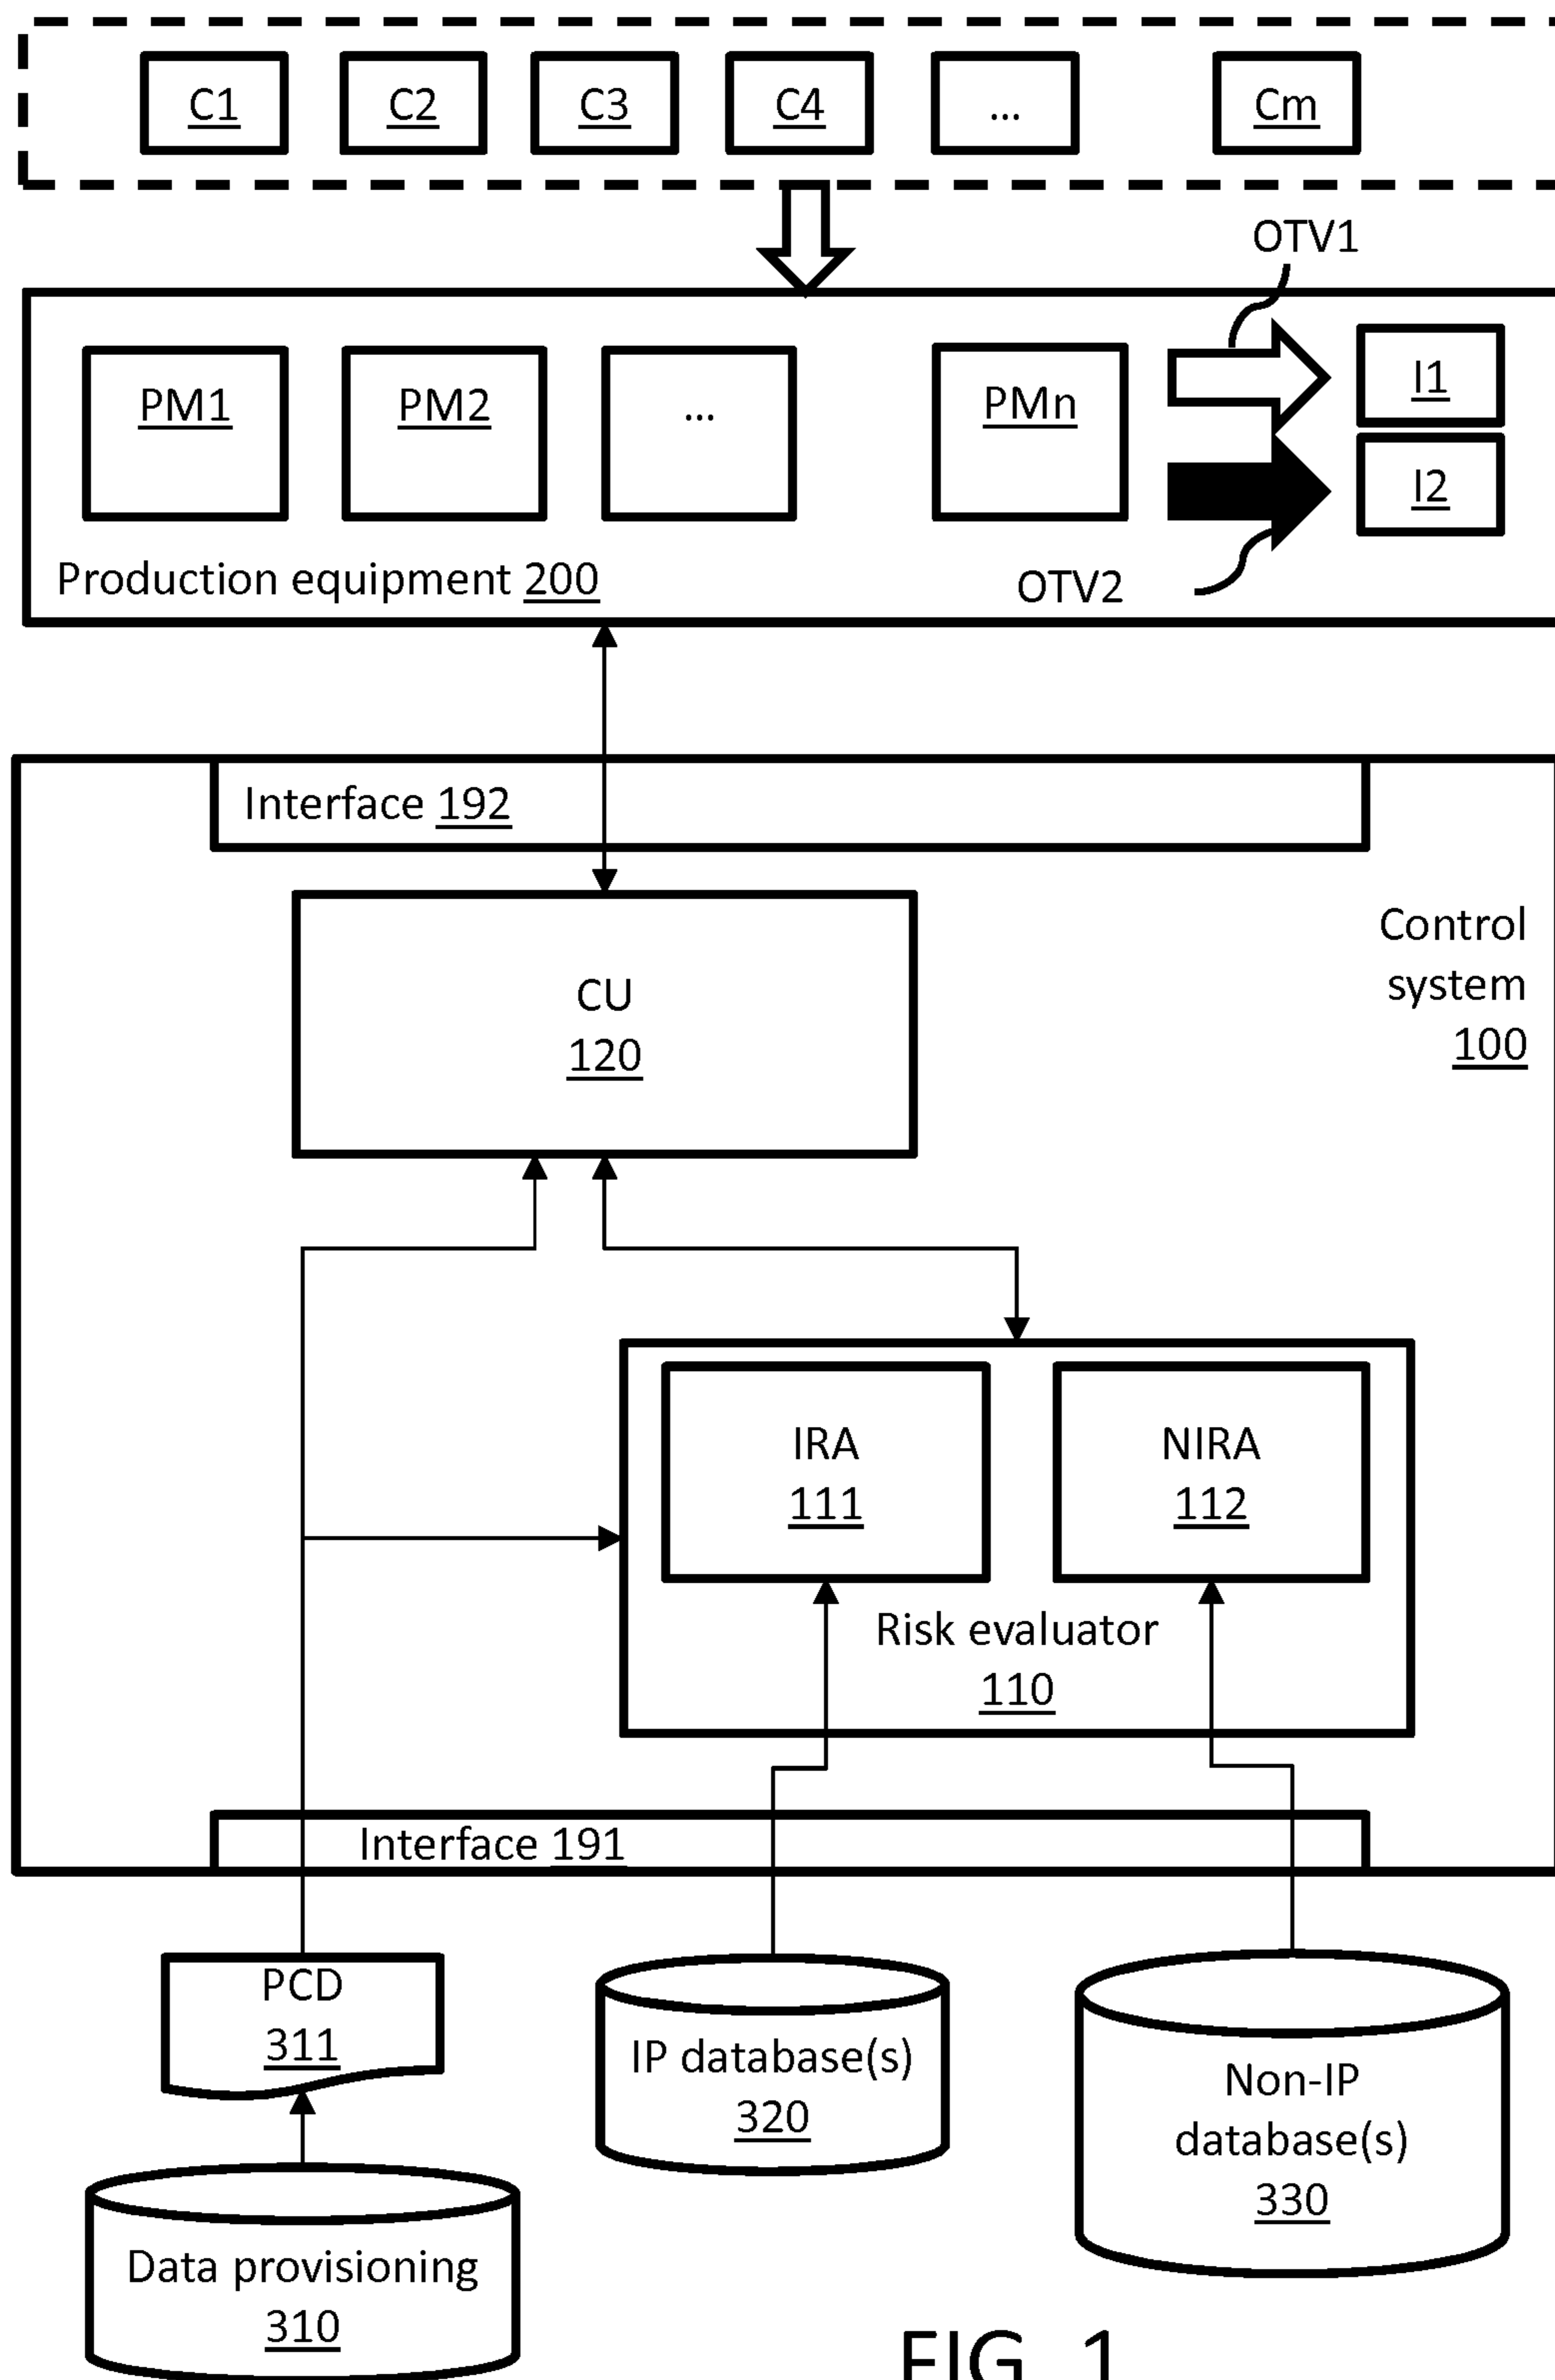 C1 C2 C3 C4 ... Cm
OTV1
PM1 PM2 ... PMn I1
I2
Production equipment 200
OTV2
Interface 192
Control
system
100
CU
120
IRA NIRA
111 112
Risk evaluator
110
Interface 191
PCD
311
IP database(s)
320
Non-IP
database(s)
330
Data provisioning
310
FIG. 1